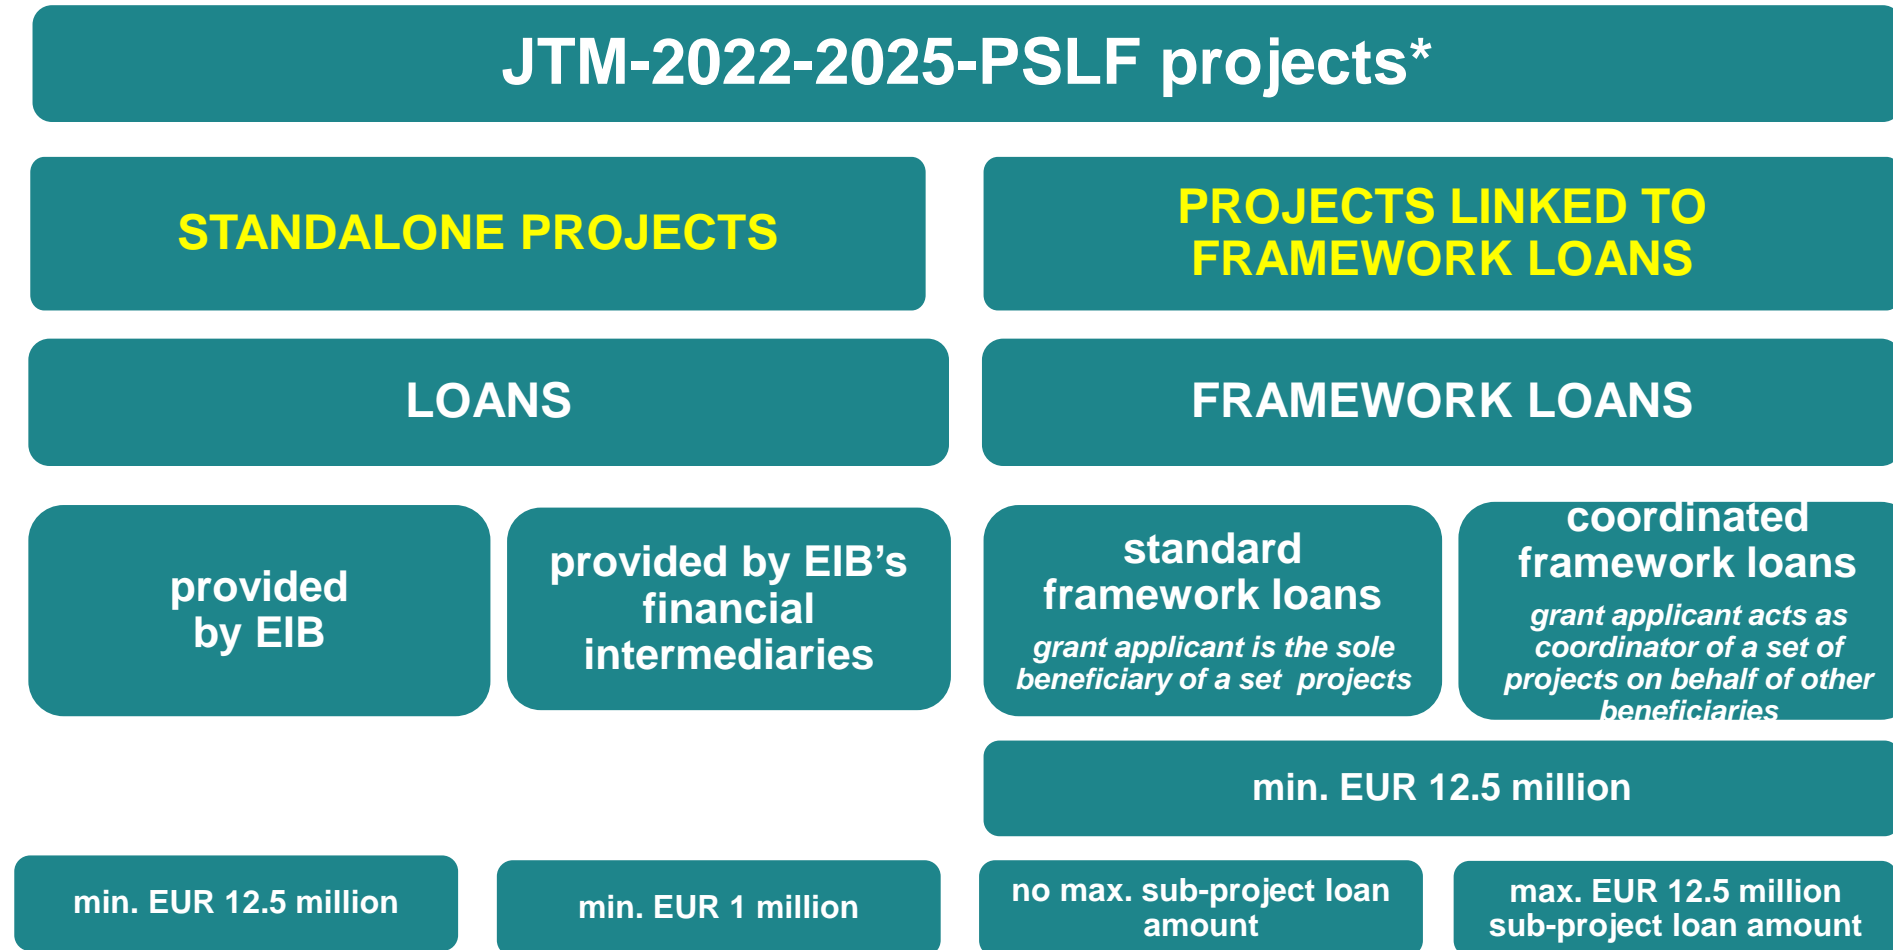 JTM-2022-2025-PSLF projects*
STANDALONE PROJECTS
PROJECTS LINKED TO
FRAMEWORK LOANS
LOANS
FRAMEWORK LOANS
provided
by EIB
provided by EIB’s
financial
intermediaries
standard
framework loans
grant applicant is the sole
beneficiary of a set projects
coordinated
framework loans
grant applicant acts as
coordinator of a set of
projects on behalf of other
beneficiaries
min. EUR 12.5 million
min. EUR 12.5 million
min. EUR 1 million
no max. sub-project loan
amount
max. EUR 12.5 million
sub-project loan amount